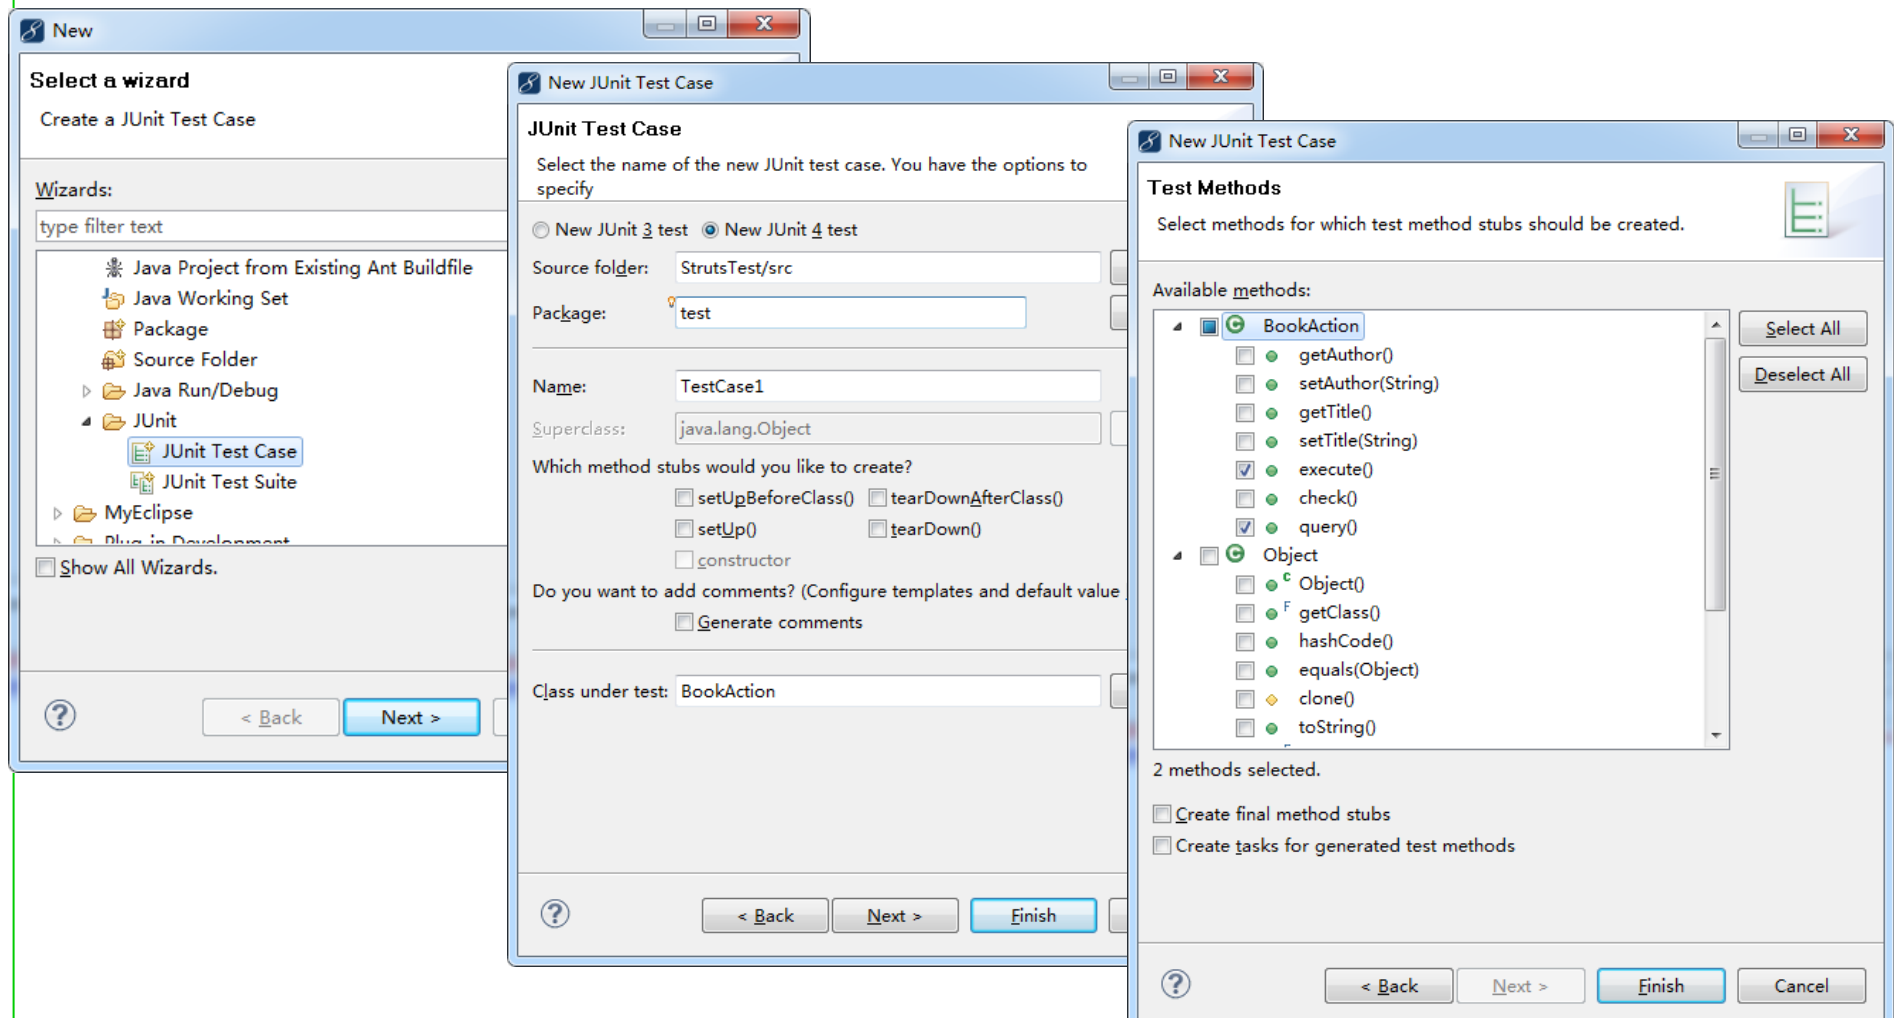 New
Select a wizard
Create a JUnit Test Case
Wizards:
type filter text
Java Project from Existing Ant Buildfile
Java Working Set
Package
Source Folder
Java Run/Debug
JUnit
JUnit Test Case
JUnit Test Suite
MyEclipse
Plug-in Development
Show All Wizards.
< Back
Next >
New JUnit Test Case
JUnit Test Case
Select the name of the new JUnit test case. You have the options to
specify
New JUnit 3 test
New JUnit 4 test
Source folder:
StrutsTest/src
Package:
test
Name:
TestCase1
Superclass:
java.lang.Object
Which method stubs would you like to create?
setUpBeforeClass()
tearDownAfterClass()
setUp()
tearDown()
constructor
Do you want to add comments? (Configure templates and default value
Generate comments
Class under test:
BookAction
< Back
Next >
Finish
New JUnit Test Case
Test Methods
Select methods for which test method stubs should be created.
Available methods:
BookAction
getAuthor()
setAuthor(String)
getTitle()
setTitle(String)
execute()
check()
query()
Object
C Object()
F getClass()
hashCode()
equals(Object)
clone()
toString()
Select All
Deselect All
2 methods selected.
Create final method stubs
Create tasks for generated test methods
< Back
Next >
Finish
Cancel